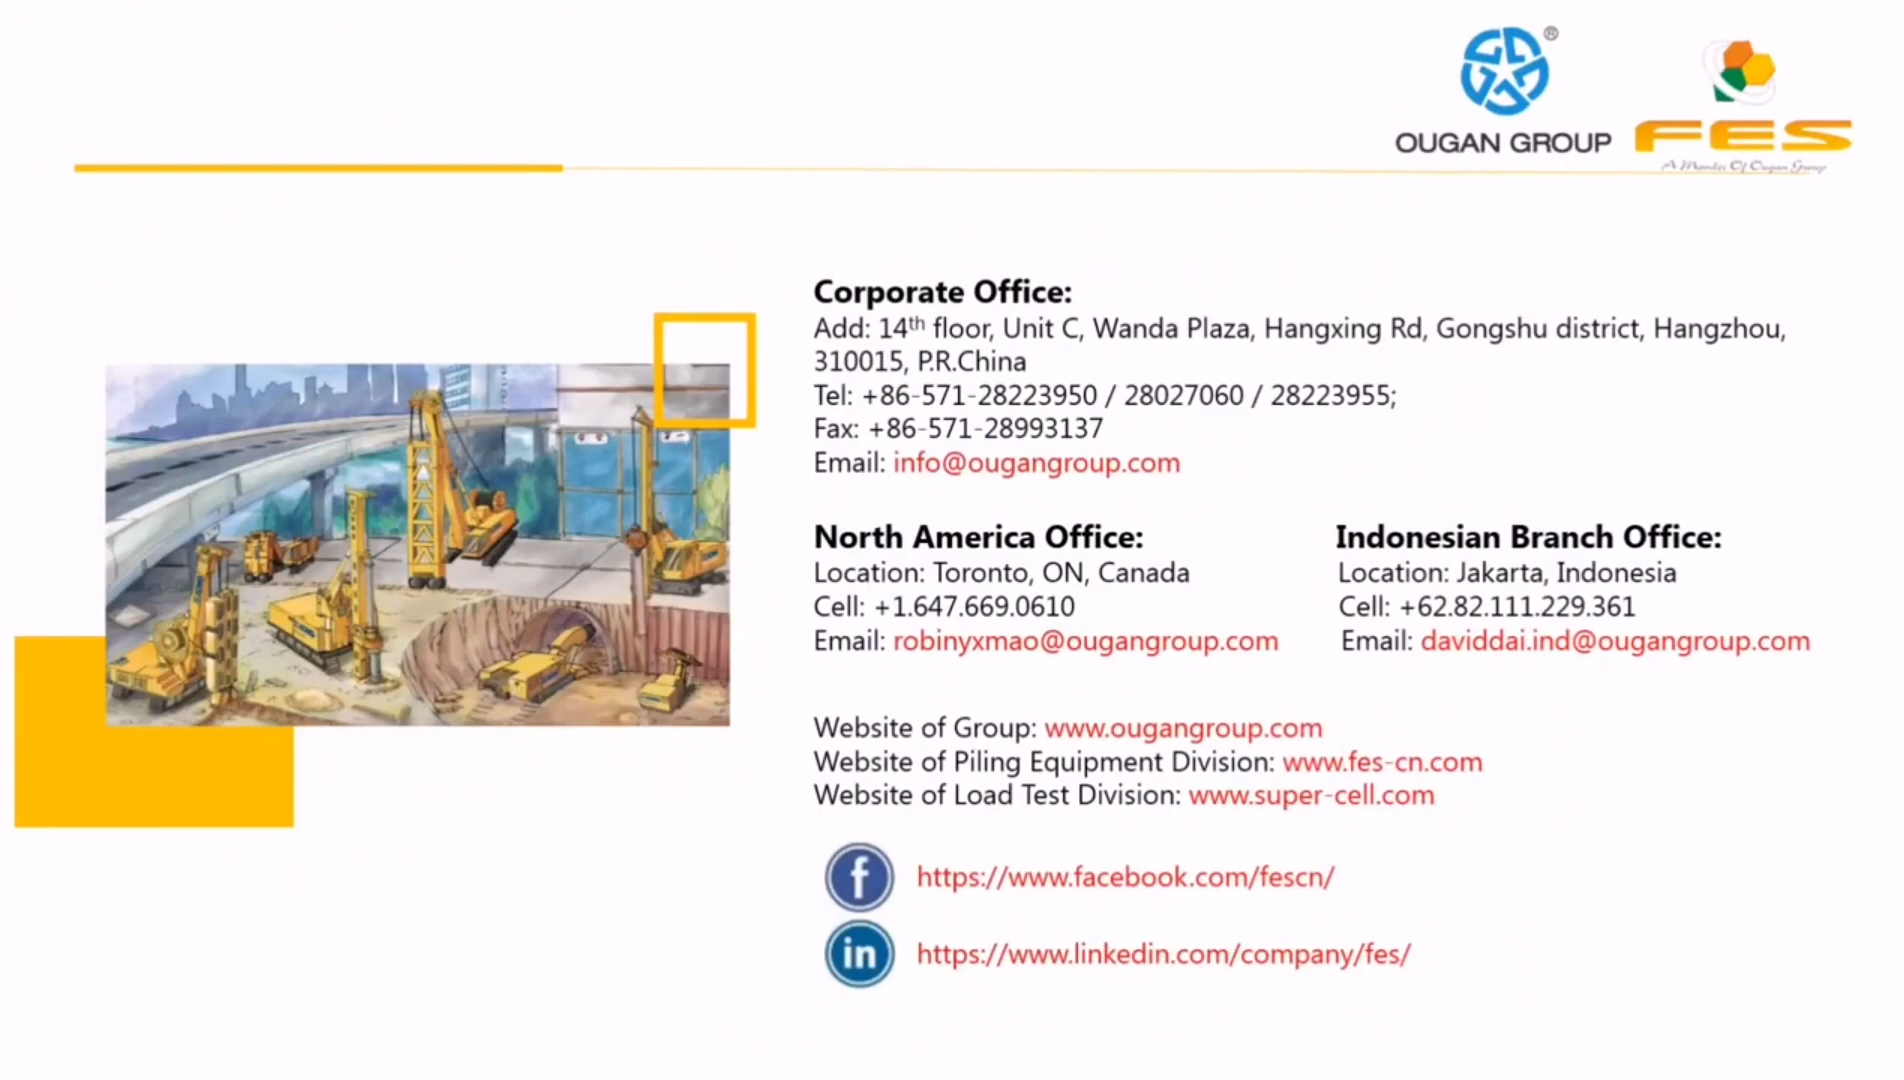 OUGAN GROUP
®
FES
A Member Of Ougan Group
Corporate Office:
Add: 14th floor, Unit C, Wanda Plaza, Hangxing Rd, Gongshu district, Hangzhou,
310015, P.R.China
Tel: +86-571-28223950 / 28027060 / 28223955;
Fax: +86-571-28993137
Email: info@ougangroup.com
North America Office:
Location: Toronto, ON, Canada
Cell: +1.647.669.0610
Email: robinyxmao@ougangroup.com
Indonesian Branch Office:
Location: Jakarta, Indonesia
Cell: +62.82.111.229.361
Email: daviddai.ind@ougangroup.com
Website of Group: www.ougangroup.com
Website of Piling Equipment Division: www.fes-cn.com
Website of Load Test Division: www.super-cell.com
f https://www.facebook.com/fescn/
in https://www.linkedin.com/company/fes/